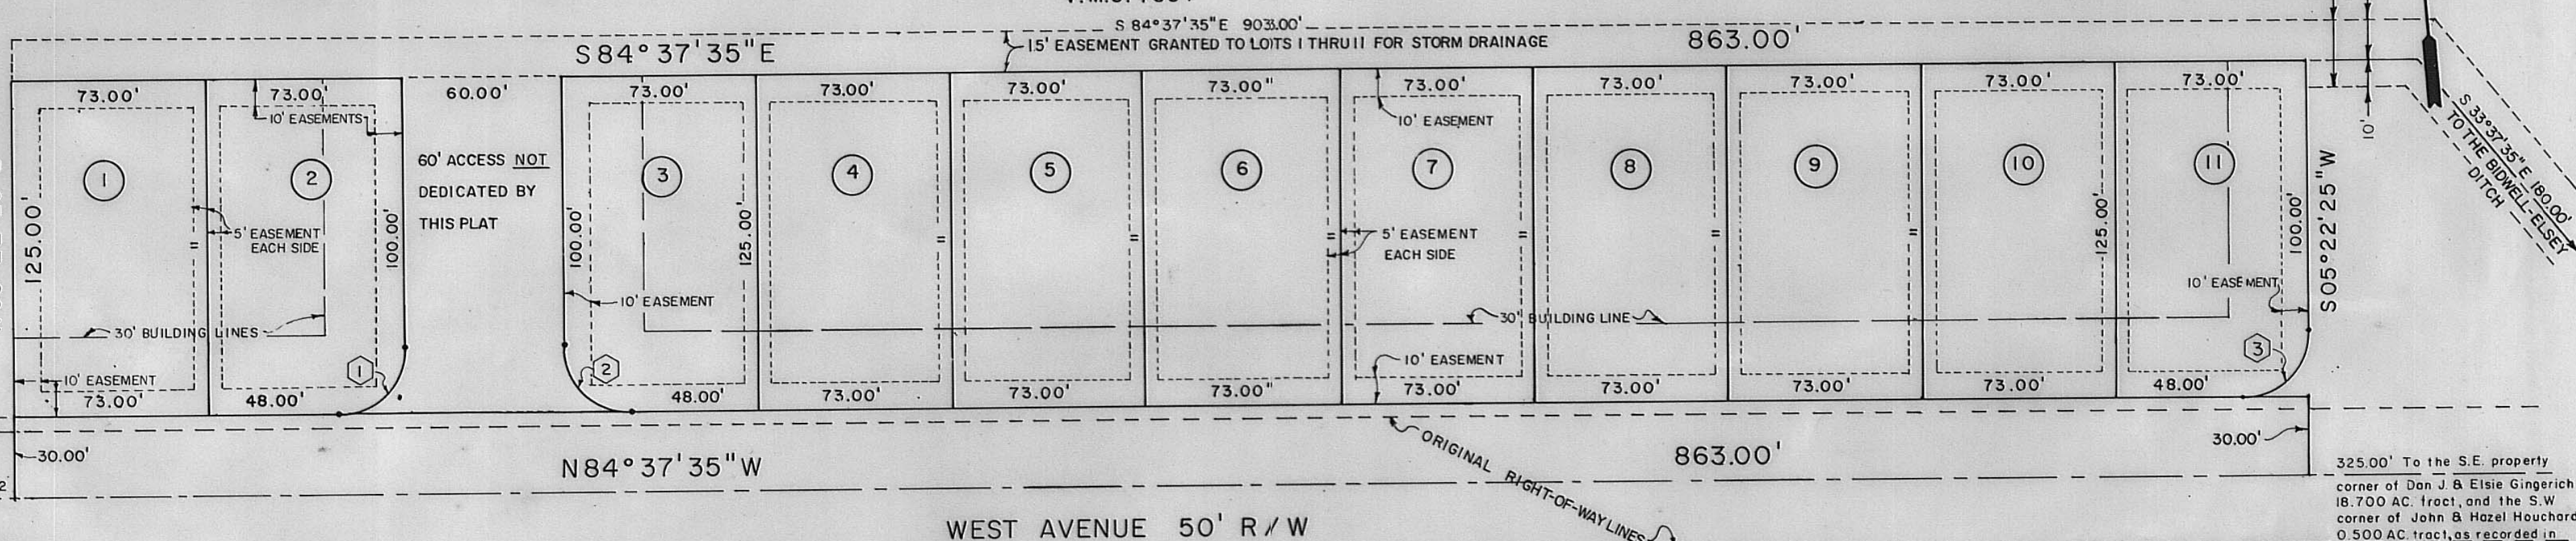 S 84°37'35"E 903.00'
15' EASEMENT GRANTED TO LOITS 1 THRU 11 FOR STORM DRAINAGE
S84°37'35"E
863.00'
73.00'
73.00'
60.00'
73.00'
73.00'
73.00'
73.00"
73.00'
73.00'
73.00'
73.00'
73.00'
10' EASEMENTS
10' EASEMENT
60' ACCESS NOT
DEDICATED BY
THIS PLAT
1
2
3
4
5
6
7
8
9
10
11
125.00'
=
5' EASEMENT
EACH SIDE
100.00'
100.00'
125.00'
=
=
=
5' EASEMENT
EACH SIDE
=
=
=
125.00'
100.00'
S05°22'25"W
10'
S 33°37'35"E 180.00'
TO THE BIDWELL-ELSEY
DITCH
10' EASEMENT
10' EASEMENT
30' BUILDING LINES
30' BUILDING LINE
10' EASEMENT
1
2
10' EASEMENT
3
73.00'
48.00'
48.00'
73.00'
73.00'
73.00"
73.00'
73.00'
73.00'
73.00'
48.00'
30.00'
N84°37'35"W
ORIGINAL RIGHT-OF-WAY LINES
863.00'
30.00'
WEST AVENUE 50' R/W
325.00' To the S.E. property
corner of Dan J. & Elsie Gingerich
18.700 AC. tract, and the S.W
corner of John & Hazel Houchard
0.500 AC. tract, as recorded in